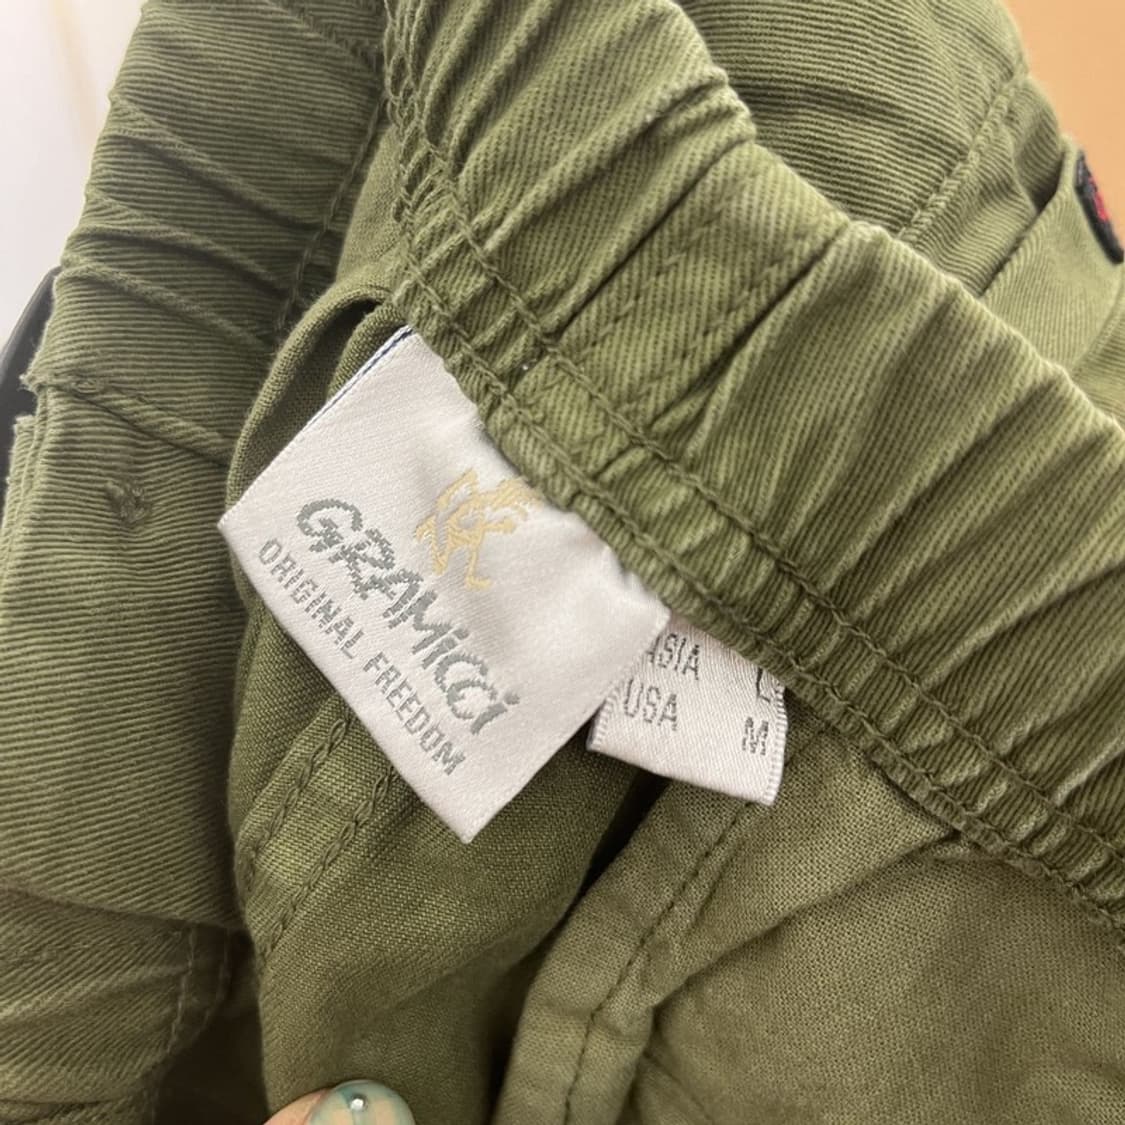 GRAMiCCi
ORIGINAL FREEDOM
ASIA L
USA M